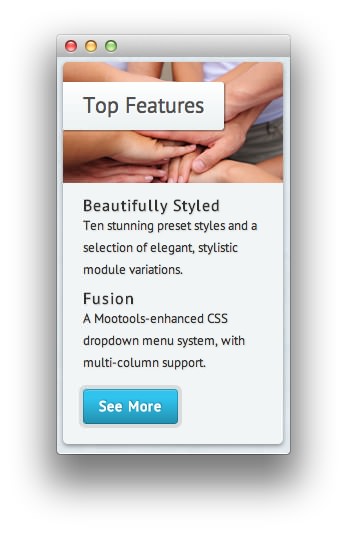 Top Features
Beautifully Styled
Ten stunning preset styles and a
selection of elegant, stylistic
module variations.
Fusion
A Mootools-enhanced CSS
dropdown menu system, with
multi-column support.
See More